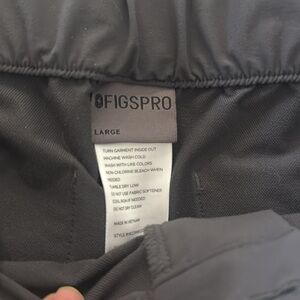 FIGSPRO
LARGE
TURN GARMENT INSIDE OUT
MACHINE WASH COLD
WASH WITH LIKE COLORS
NON-CHLORINE BLEACH WHEN
NEEDED
TUMBLE DRY LOW
DO NOT USE FABRIC SOFTENER
COOL IRON IF NEEDED
DO NOT DRY CLEAN
MADE IN VIETNAM
STYLE